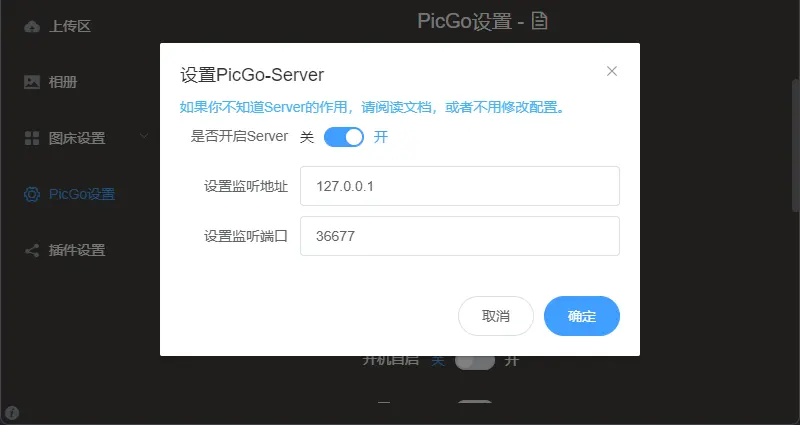 PicGo设置 -
上传区
相册
图床设置
PicGo设置
插件设置
设置PicGo-Server
如果你不知道Server的作用，请阅读文档，或者不用修改配置。
是否开启Server 关 开
设置监听地址 127.0.0.1
设置监听端口 36677
取消 确定
开机自启 关 开